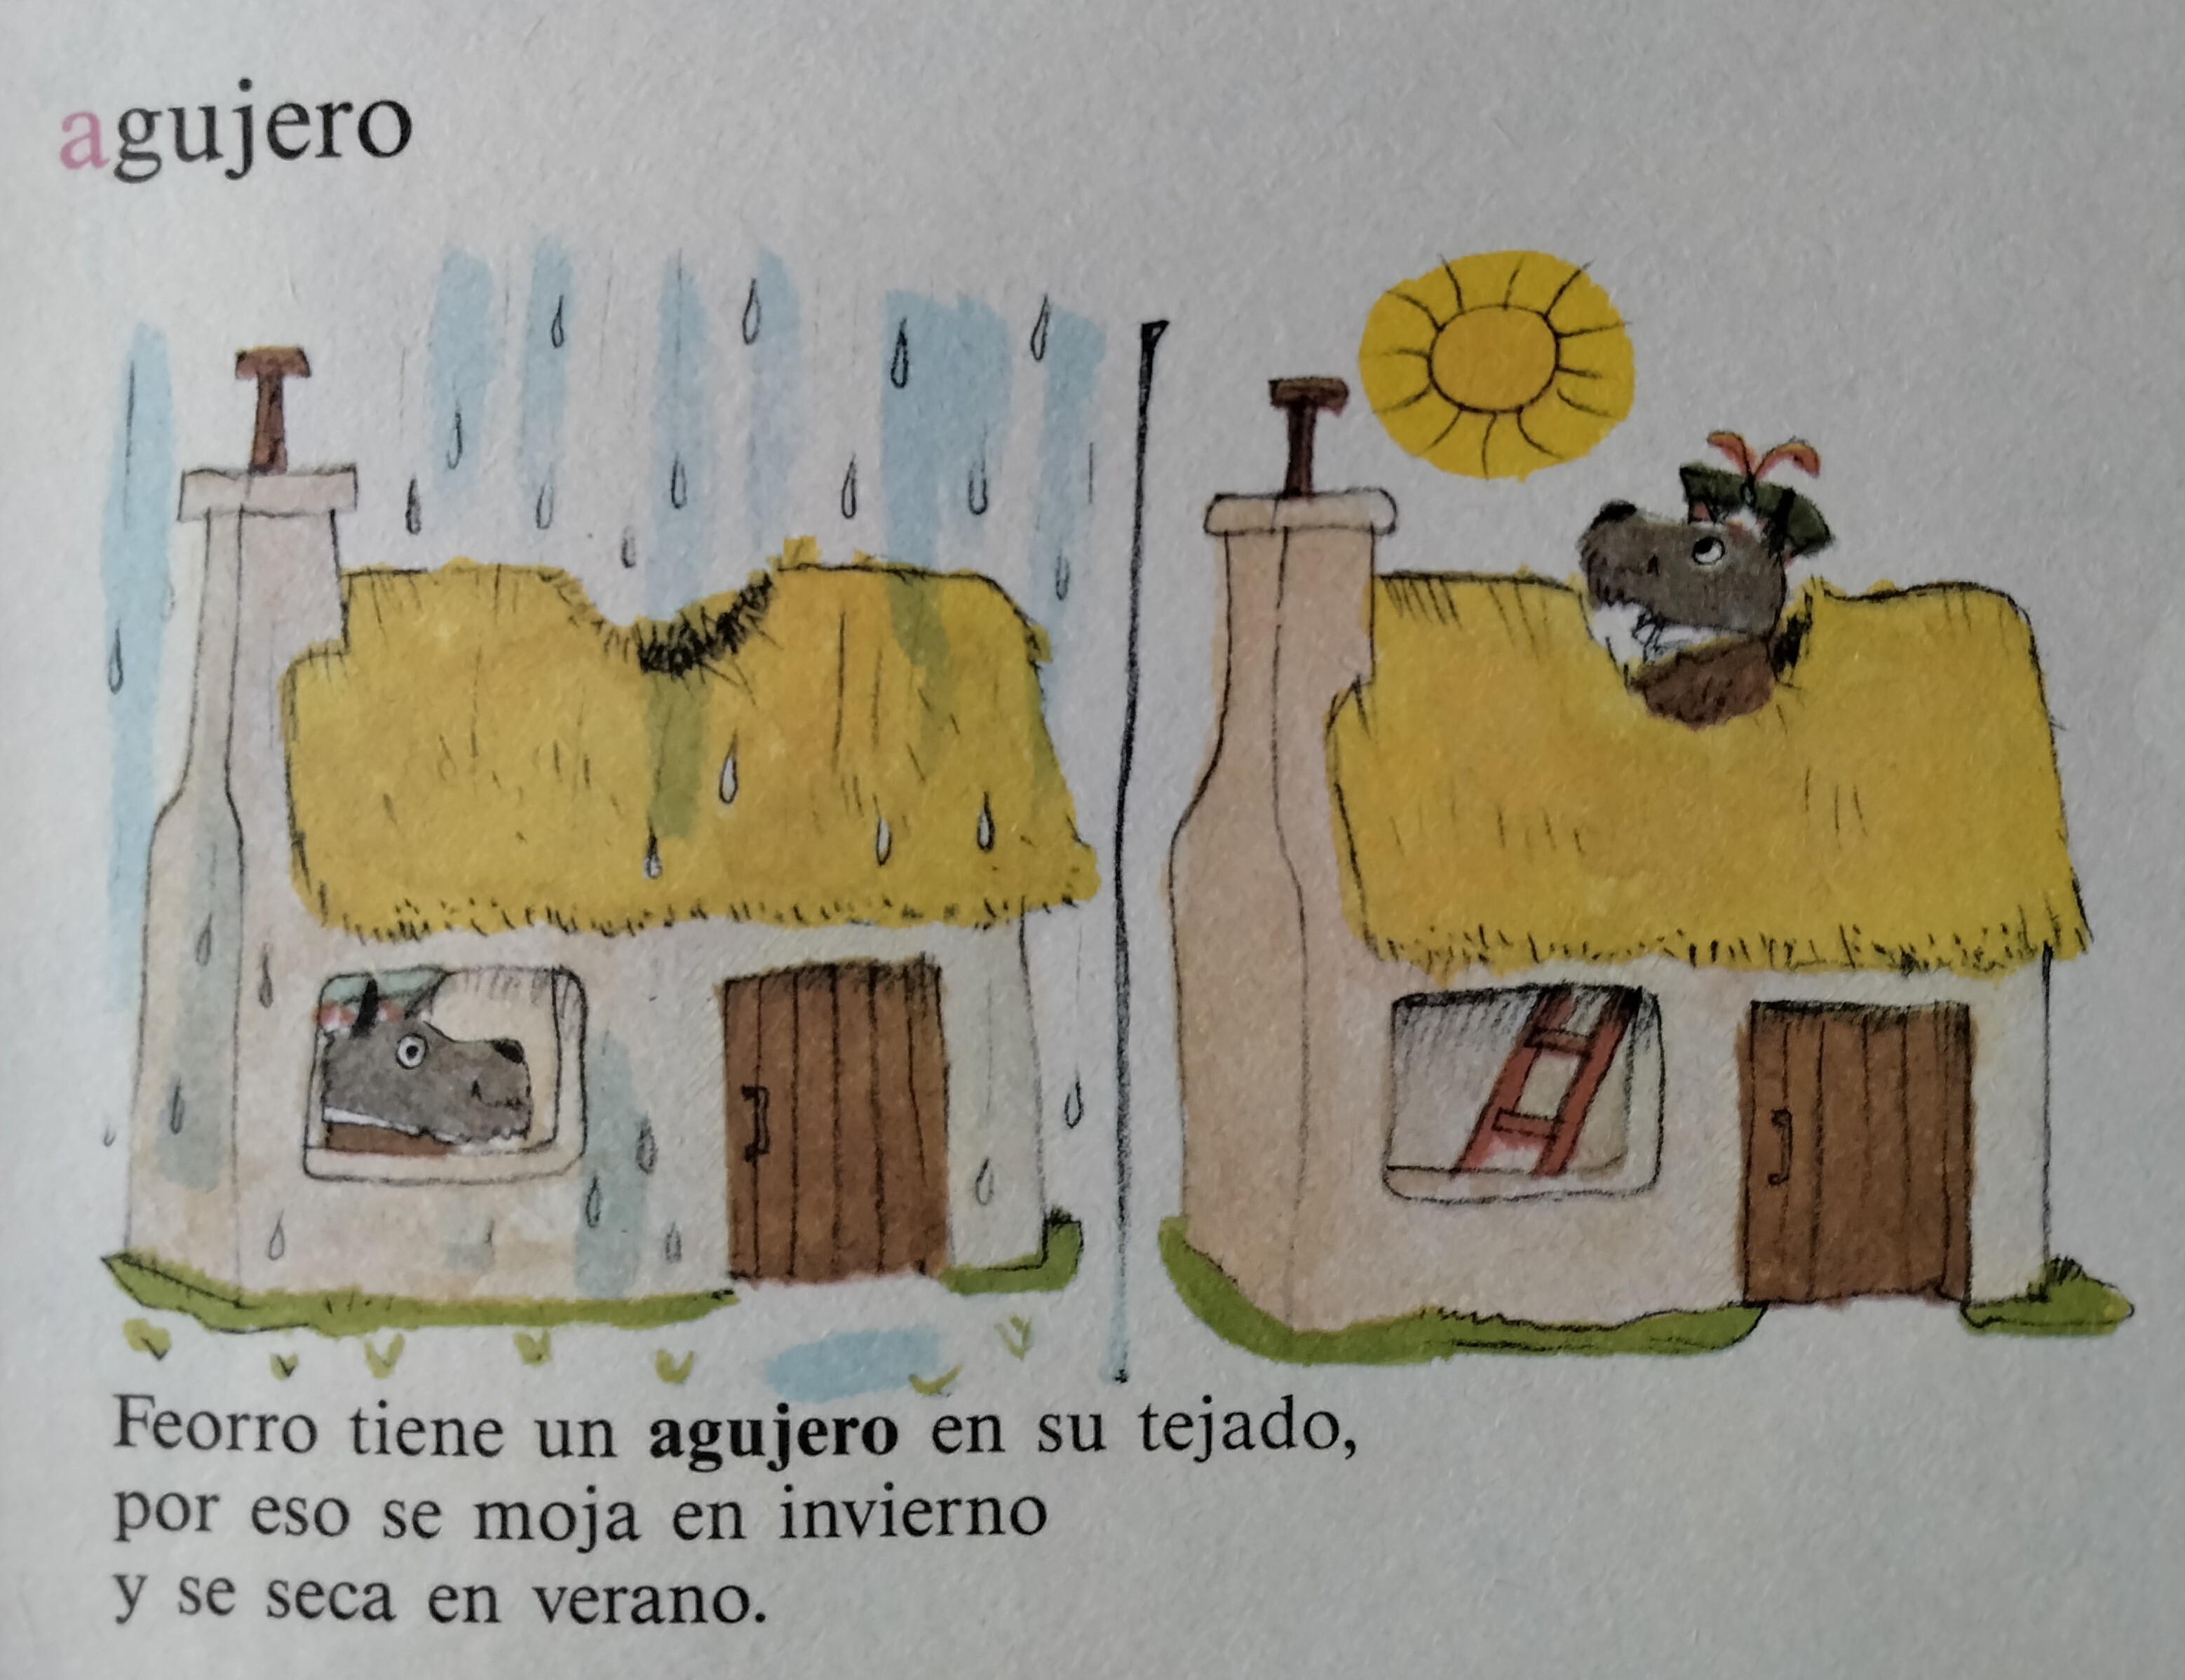 agujero
Feorro tiene un agujero en su tejado,
por eso se moja en invierno
y se seca en verano.